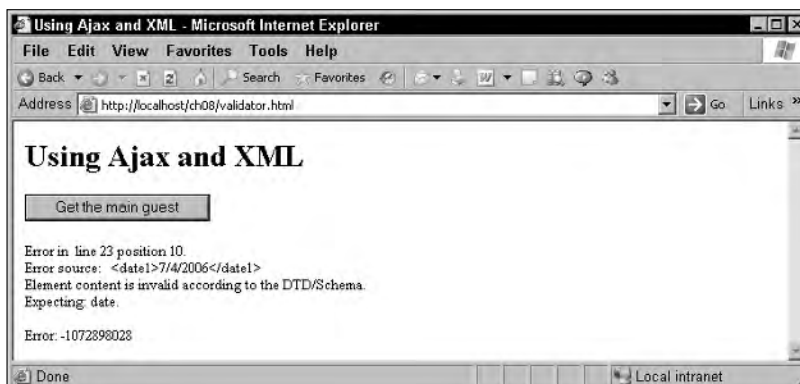 Using Ajax and XML - Microsoft Internet Explorer
File Edit View Favorites Tools Help
Back Search Favorites
Address http://localhost/ch08/validator.html Go Links »
Using Ajax and XML
Get the main guest
Error in line 23 position 10.
Error source: <date1>7/4/2006</date1>
Element content is invalid according to the DTD/Schema.
Expecting: date.
Error: -1072898028
Done Local intranet